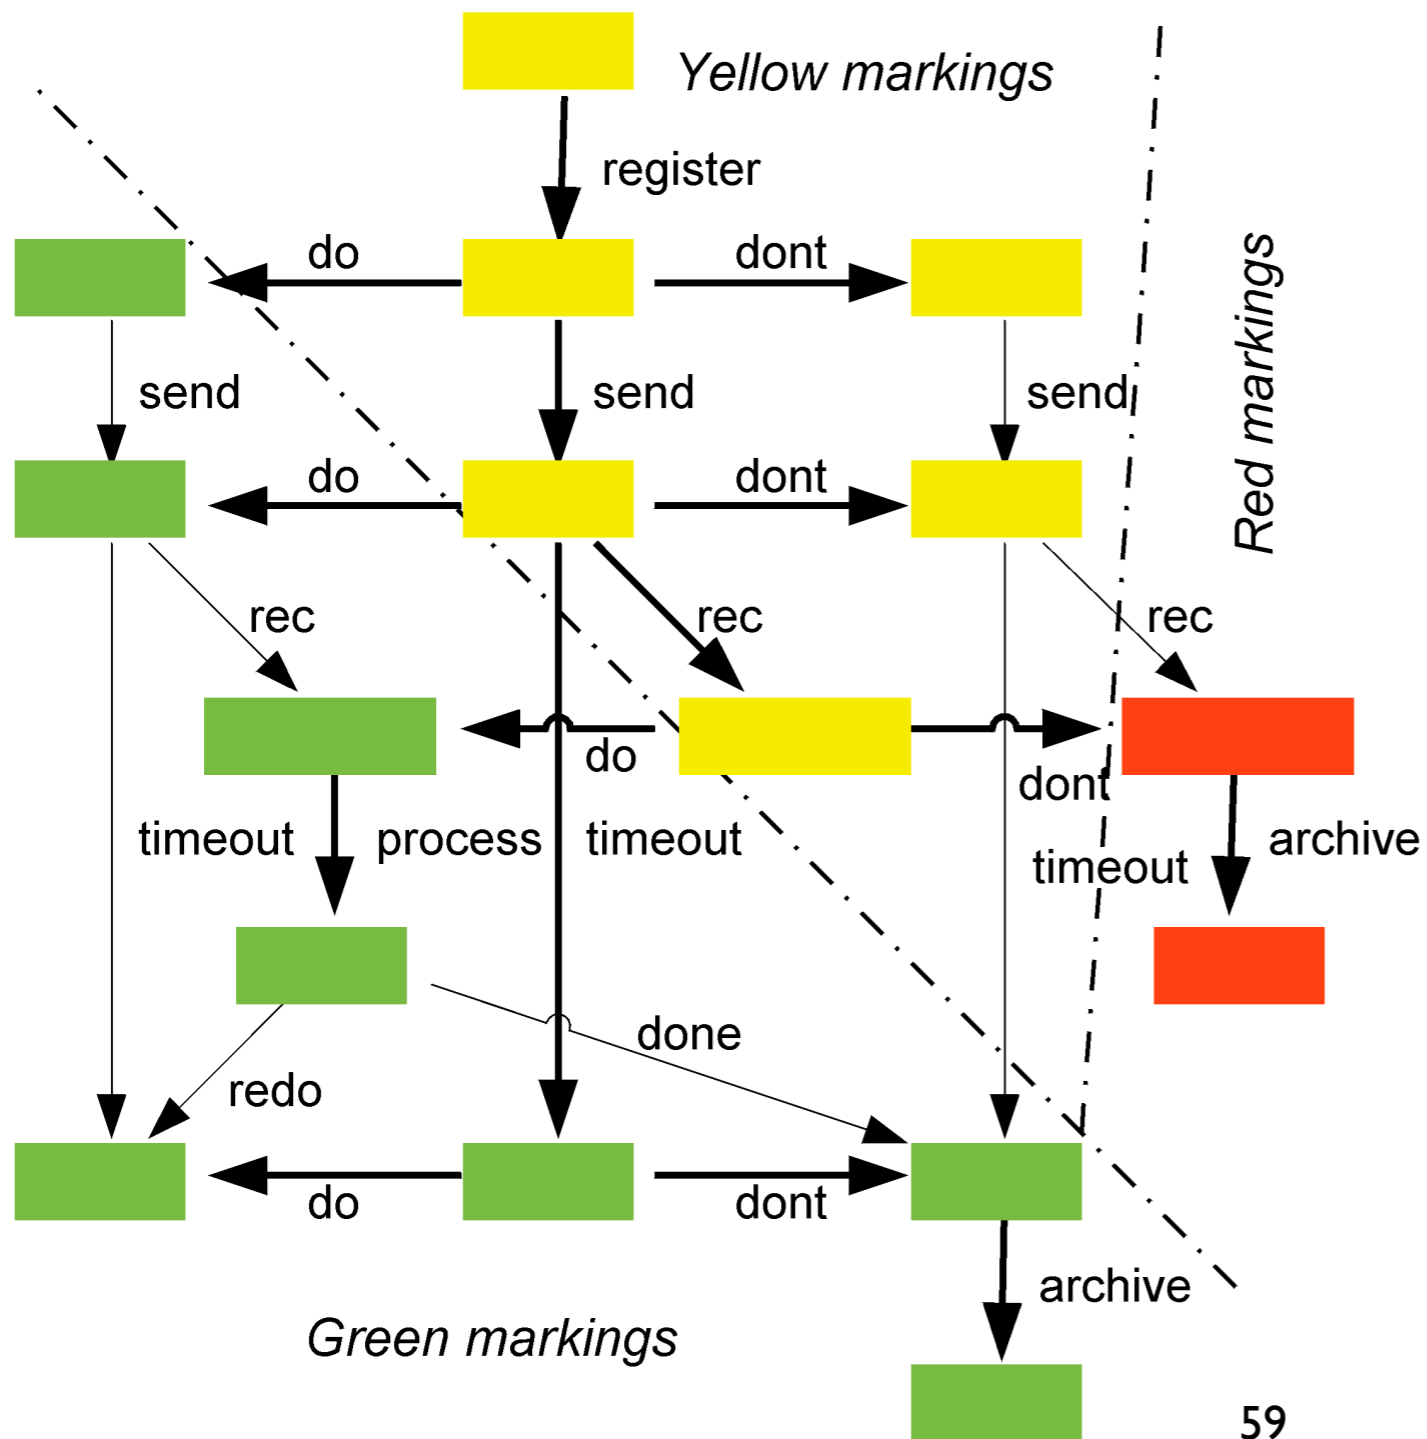 Yellow markings
register
Red markings
do
dont
send
send
send
do
dont
rec
rec
rec
do
dont
timeout
process
timeout
timeout
archive
done
redo
do
dont
archive
Green markings
59